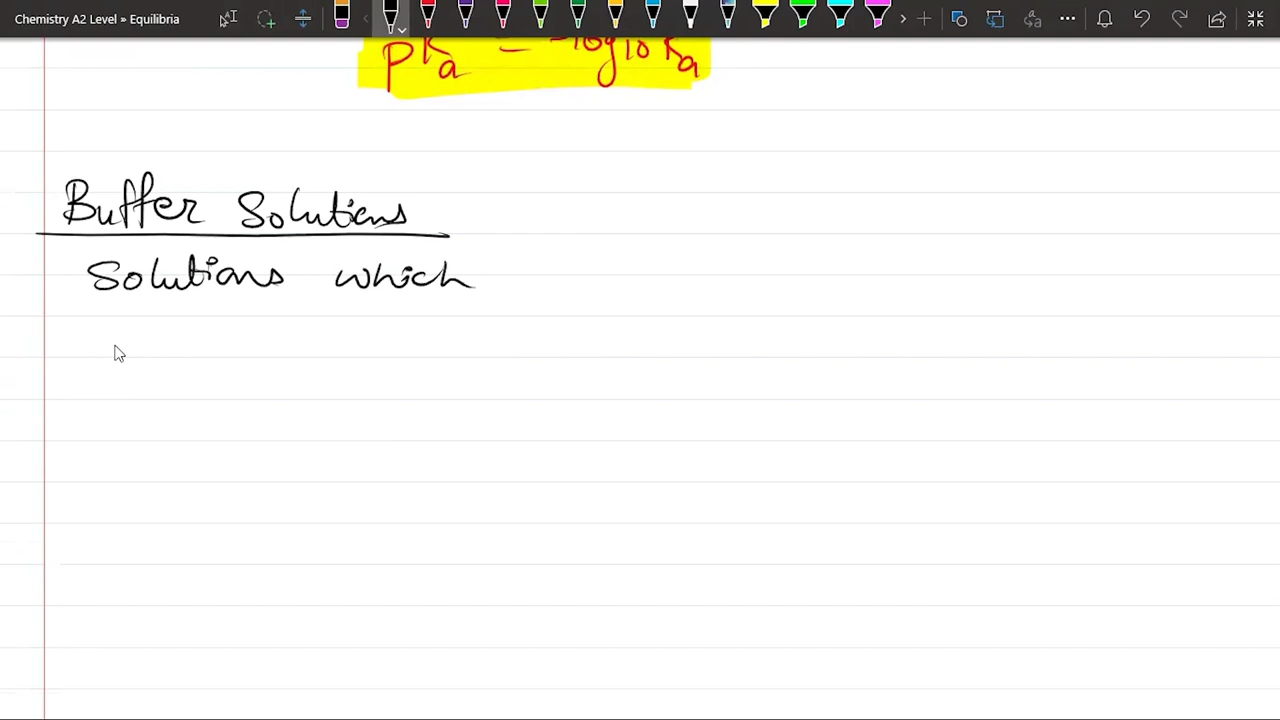 Chemistry A2 Level » Equilibria
pKa = -log10 Ka
Buffer Solutions
Solutions which